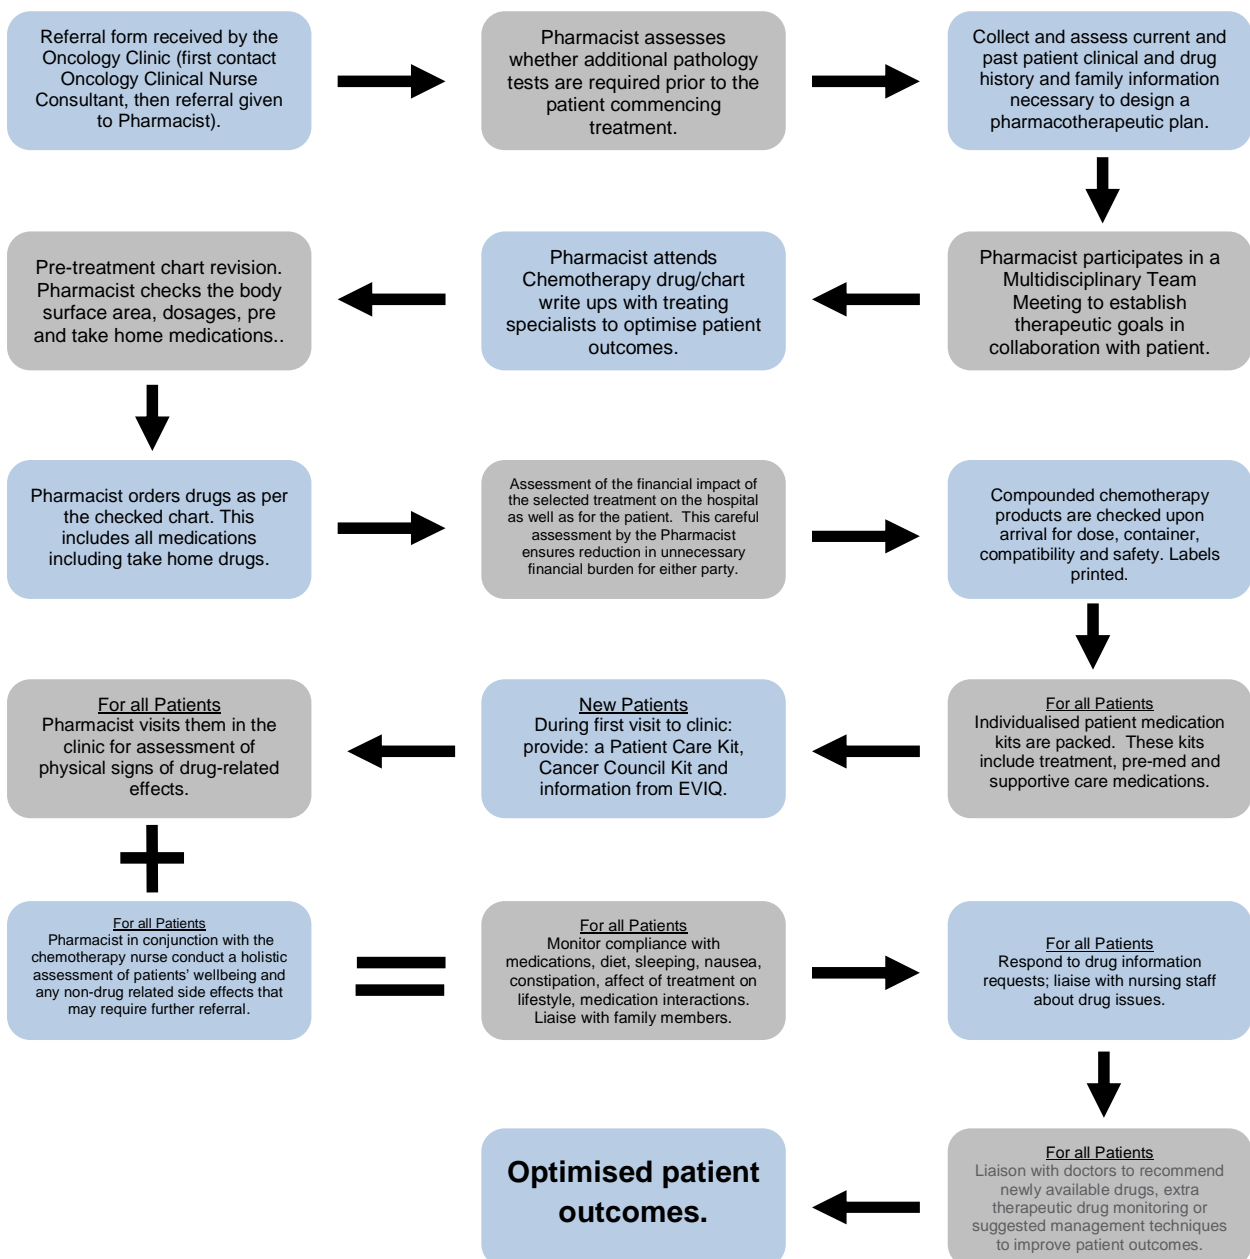 Referral form received by the
Oncology Clinic (first contact
Oncology Clinical Nurse
Consultant, then referral given
to Pharmacist).
Pharmacist assesses
whether additional pathology
tests are required prior to the
patient commencing
treatment.
Collect and assess current and
past patient clinical and drug
history and family information
necessary to design a
pharmacotherapeutic plan.
Pharmacist participates in a
Multidisciplinary Team
Meeting to establish
therapeutic goals in
collaboration with patient.
Pharmacist attends
Chemotherapy drug/chart
write ups with treating
specialists to optimise patient
outcomes.
Pre-treatment chart revision.
Pharmacist checks the body
surface area, dosages, pre
and take home medications..
Pharmacist orders drugs as per
the checked chart. This
includes all medications
including take home drugs.
Assessment of the financial impact of
the selected treatment on the hospital
as well as for the patient. This careful
assessment by the Pharmacist
ensures reduction in unnecessary
financial burden for either party.
Compounded chemotherapy
products are checked upon
arrival for dose, container,
compatibility and safety. Labels
printed.
For all Patients
Individualised patient medication
kits are packed. These kits
include treatment, pre-med and
supportive care medications.
New Patients
During first visit to clinic:
provide: a Patient Care Kit,
Cancer Council Kit and
information from EVIQ.
For all Patients
Pharmacist visits them in the
clinic for assessment of
physical signs of drug-related
effects.
For all Patients
Pharmacist in conjunction with the
chemotherapy nurse conduct a holistic
assessment of patients' wellbeing and
any non-drug related side effects that
may require further referral.
For all Patients
Monitor compliance with
medications, diet, sleeping, nausea,
constipation, affect of treatment on
lifestyle, medication interactions.
Liaise with family members.
For all Patients
Respond to drug information
requests; liaise with nursing staff
about drug issues.
For all Patients
Liaison with doctors to recommend
newly available drugs, extra
therapeutic drug monitoring or
suggested management techniques
to improve patient outcomes.
Optimised patient
outcomes.